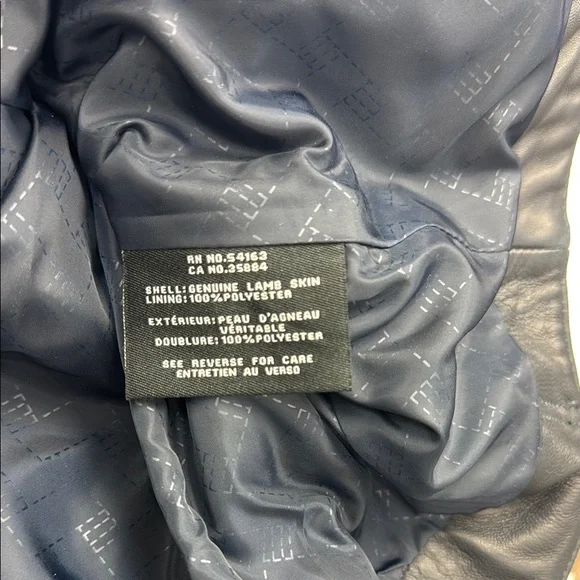 RN NO.54163
CA NO.35884
SHELL:GENUINE LAMB SKIN
LINING:100%POLYESTER
EXTÉRIEUR:PEAU D'AGNEAU
VÉRITABLE
DOUBLURE:100%POLYESTER
SEE REVERSE FOR CARE
ENTRETIEN AU VERSO